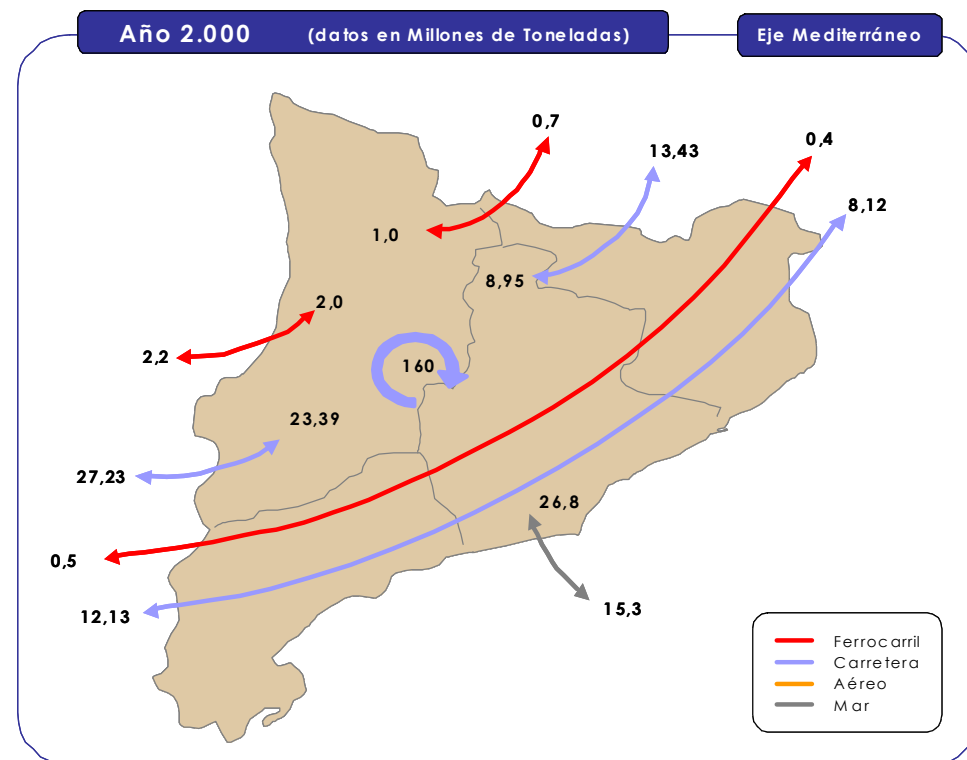 Año 2.000 (datos en Millones de Toneladas)
Eje Mediterráneo
0,7
13,43
0,4
8,12
1,0
8,95
2,0
2,2
160
23,39
27,23
26,8
0,5
12,13
15,3
Ferrocarril
Carretera
Aéreo
Mar